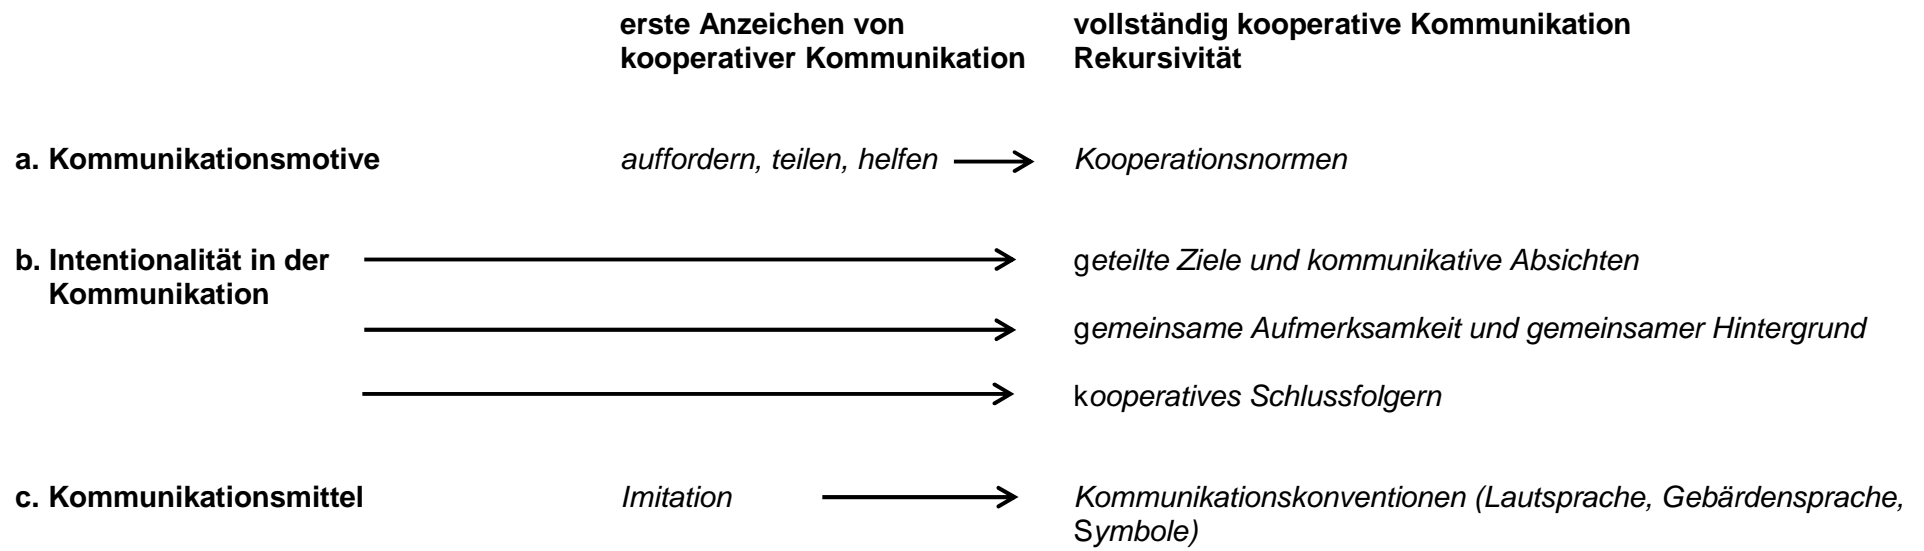 erste Anzeichen von vollständig kooperative Kommunikation
kooperativer Kommunikation Rekursivität
a. Kommunikationsmotive auffordern, teilen, helfen Kooperationsnormen
b. Intentionalität in der geteilte Ziele und kommunikative Absichten
Kommunikation
gemeinsame Aufmerksamkeit und gemeinsamer Hintergrund
kooperatives Schlussfolgern
c. Kommunikationsmittel Imitation Kommunikationskonventionen (Lautsprache, Gebärdensprache,
Symbole)